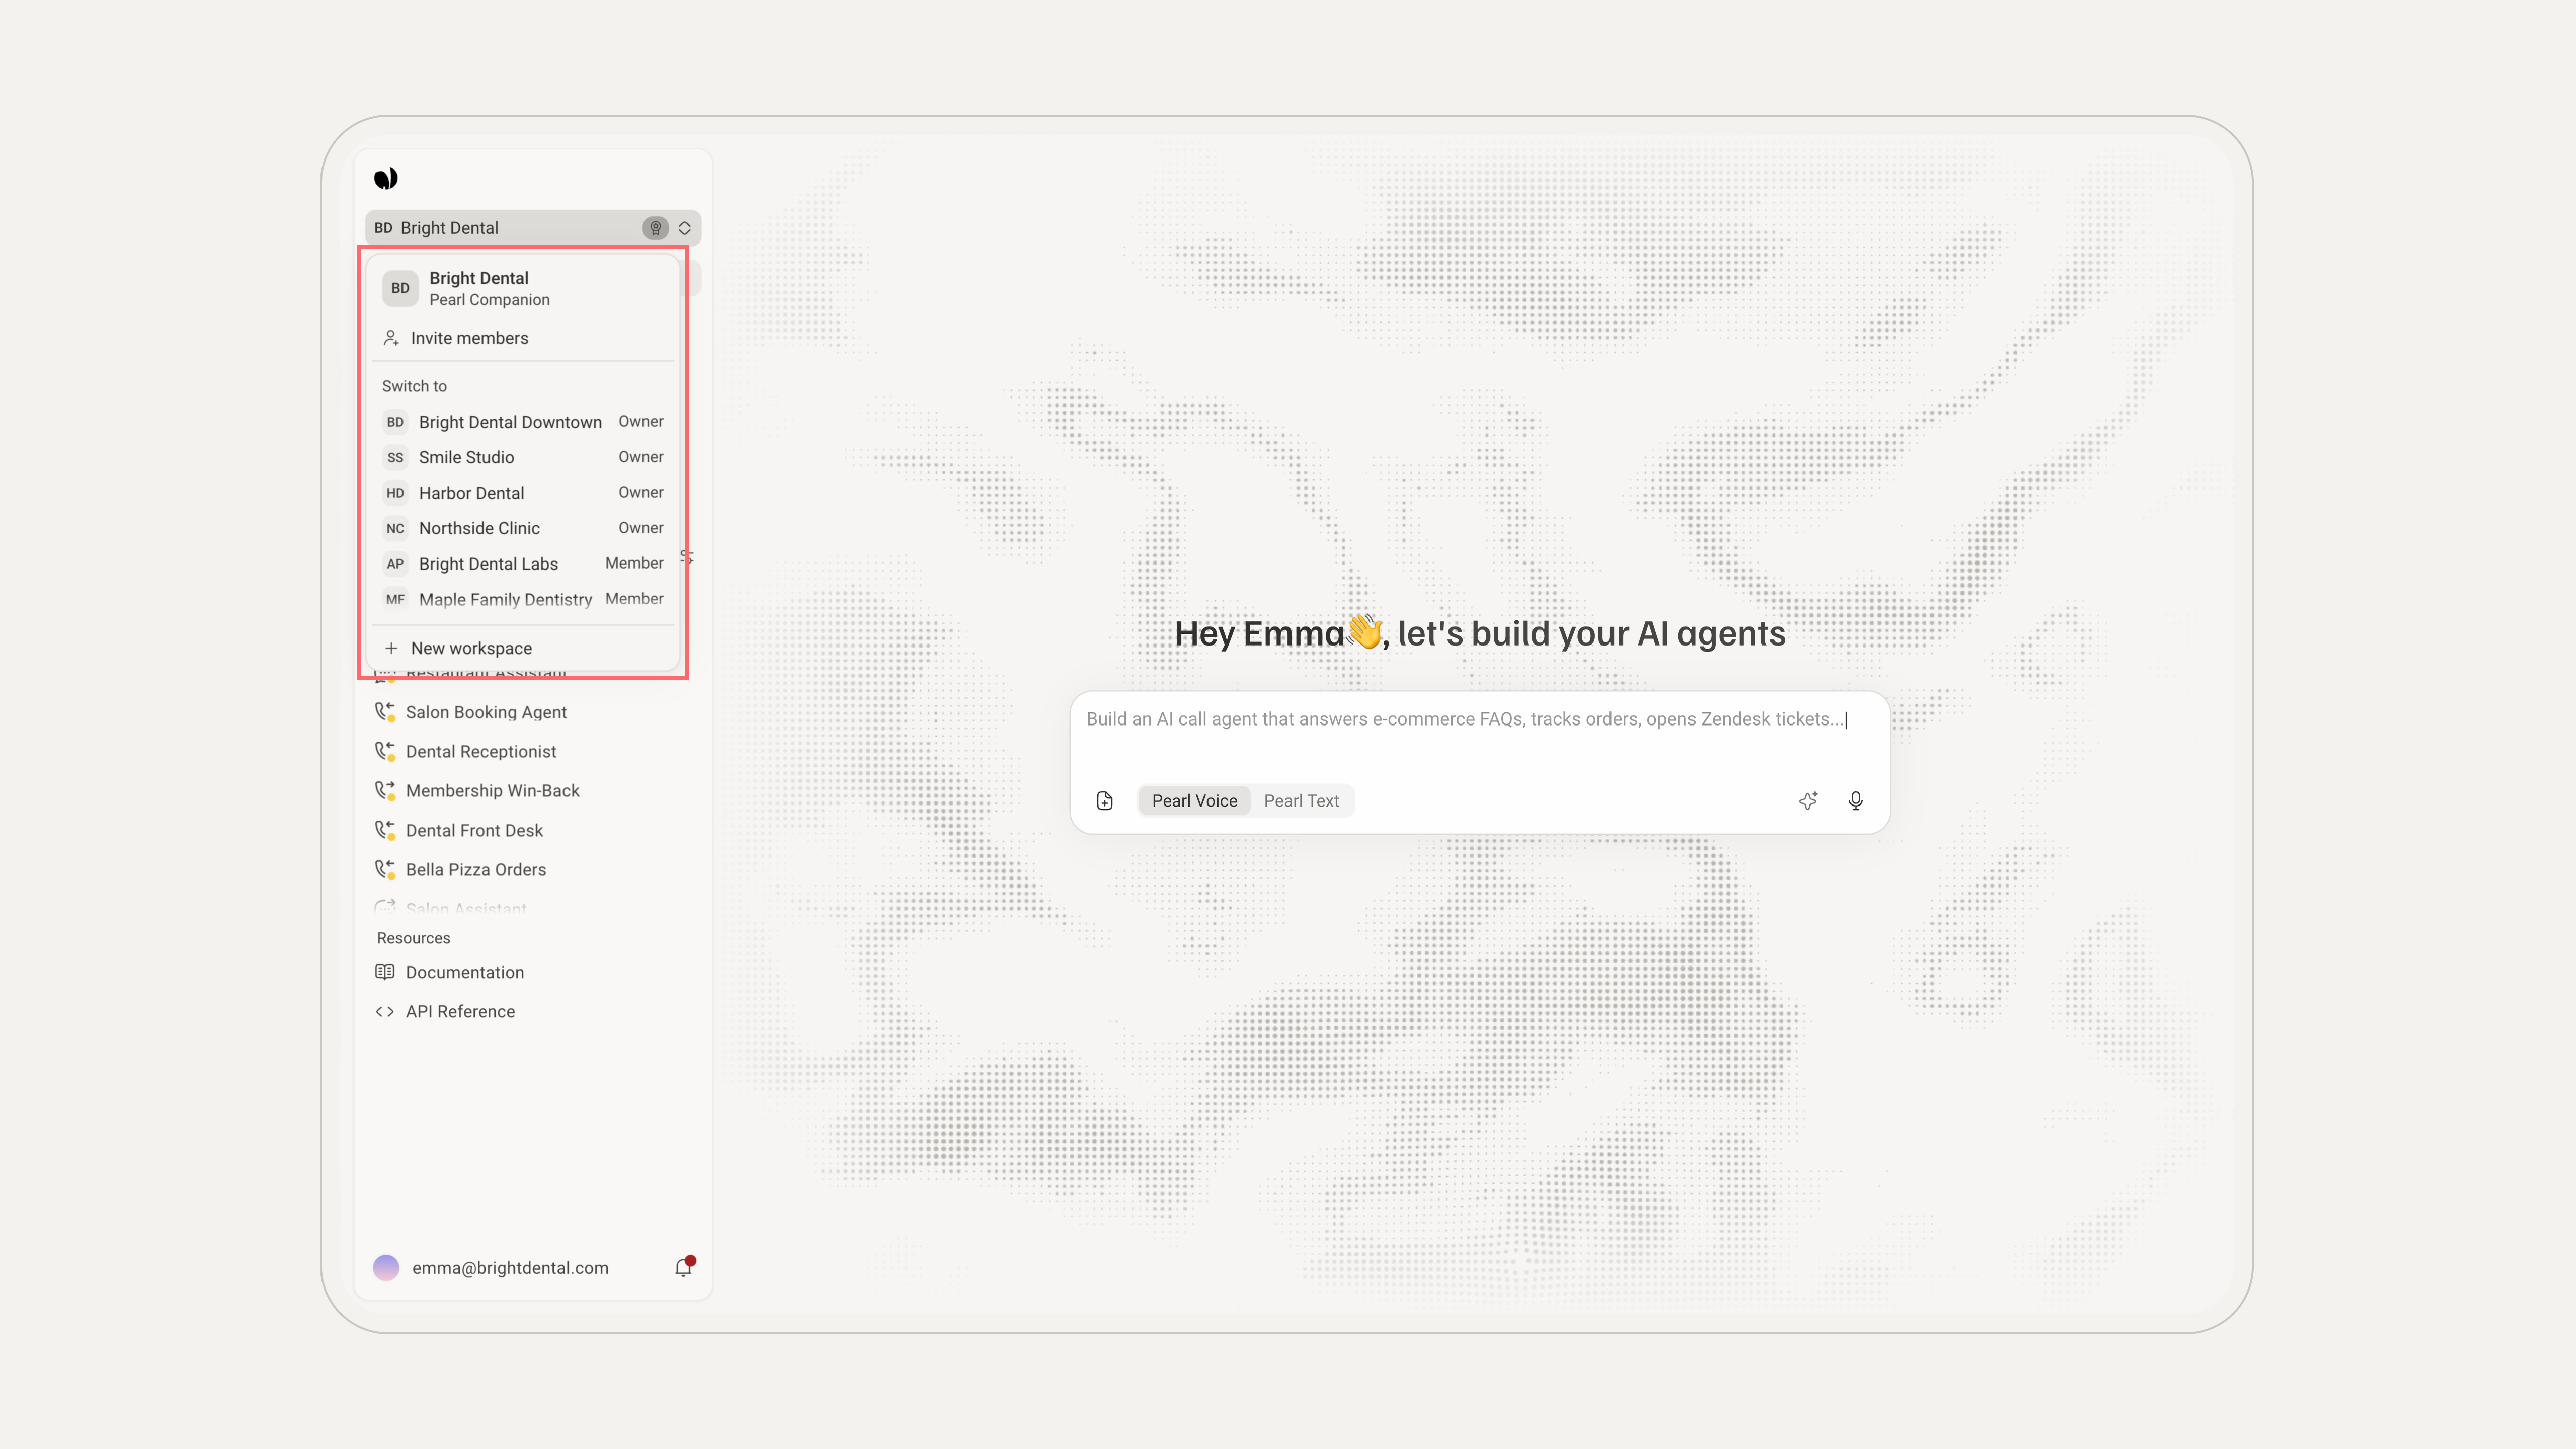 BD Bright Dental
BD
Bright Dental
Pearl Companion
Invite members
Switch to
BD Bright Dental Downtown Owner
SS Smile Studio Owner
HD Harbor Dental Owner
NC Northside Clinic Owner
AP Bright Dental Labs Member
MF Maple Family Dentistry Member
New workspace
Restaurant Assistant
Salon Booking Agent
Dental Receptionist
Membership Win-Back
Dental Front Desk
Bella Pizza Orders
Salon Assistant
Resources
Documentation
API Reference
emma@brightdental.com
Hey Emma👋, let's build your AI agents
Build an AI call agent that answers e-commerce FAQs, tracks orders, opens Zendesk tickets...
Pearl Voice Pearl Text